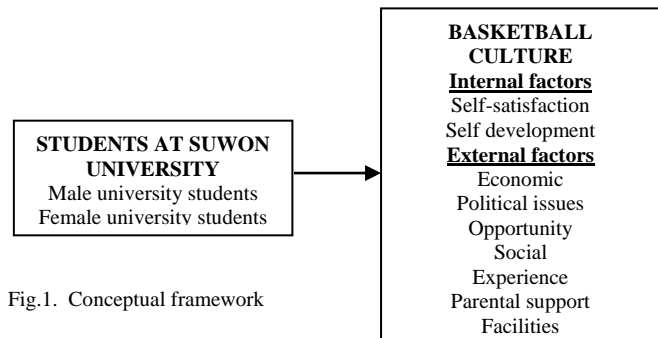 STUDENTS AT SUWON
UNIVERSITY
Male university students
Female university students
BASKETBALL
CULTURE
Internal factors
Self-satisfaction
Self development
External factors
Economic
Political issues
Opportunity
Social
Experience
Parental support
Facilities
Fig.1. Conceptual framework